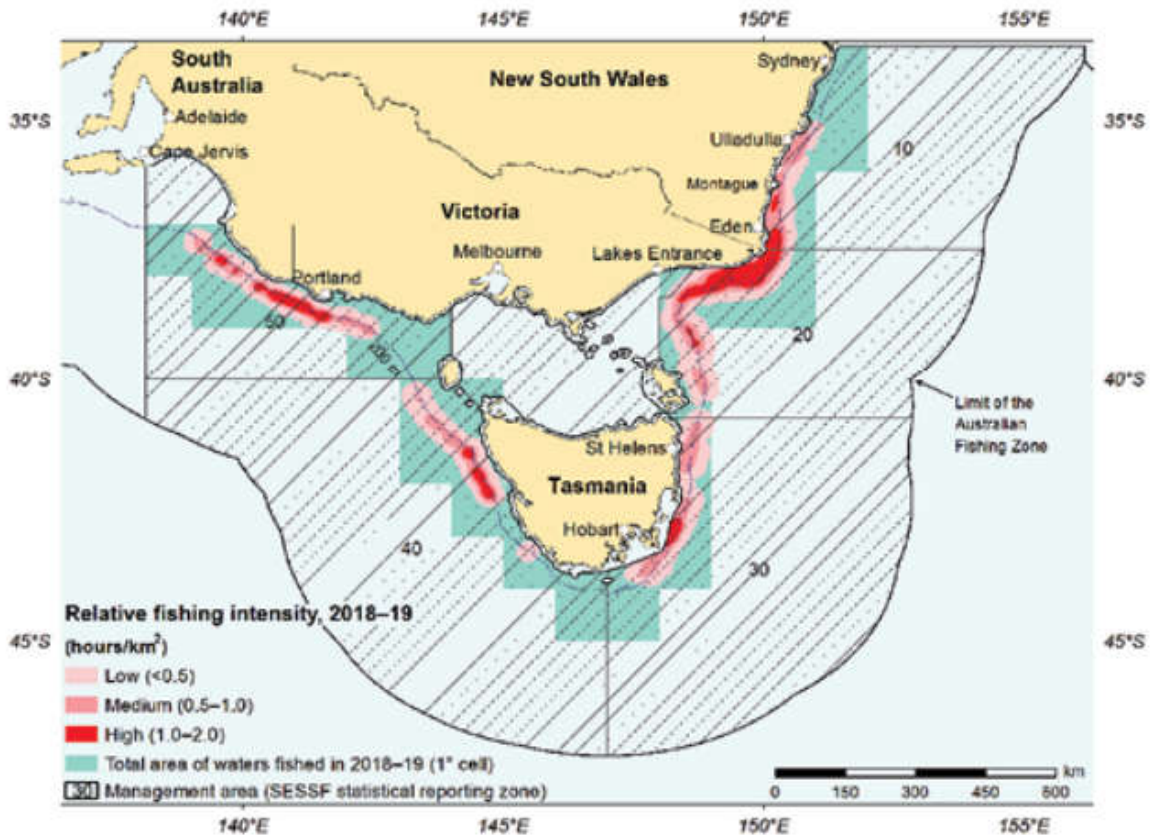 140°E 145°E 150°E 155°E
South
Australia
New South Wales
Sydney
35°S
Adelaide
35°S
Ulladulla
10
Cape Jervis
Montague
Victoria
Eden
Melbourne
Lakes Entrance
Portland
50
20
200 m
40°S
40°S
Limit of the
Australian
Fishing Zone
St Helens
Tasmania
Hobart
40
30
Relative fishing intensity, 2018–19
(hours/km²)
45°S
45°S
Low (<0.5)
Medium (0.5–1.0)
High (1.0–2.0)
Total area of waters fished in 2018–19 (1° cell)
30 Management area (SESSF statistical reporting zone)
km
0 150 300 450 600
140°E 145°E 150°E 155°E